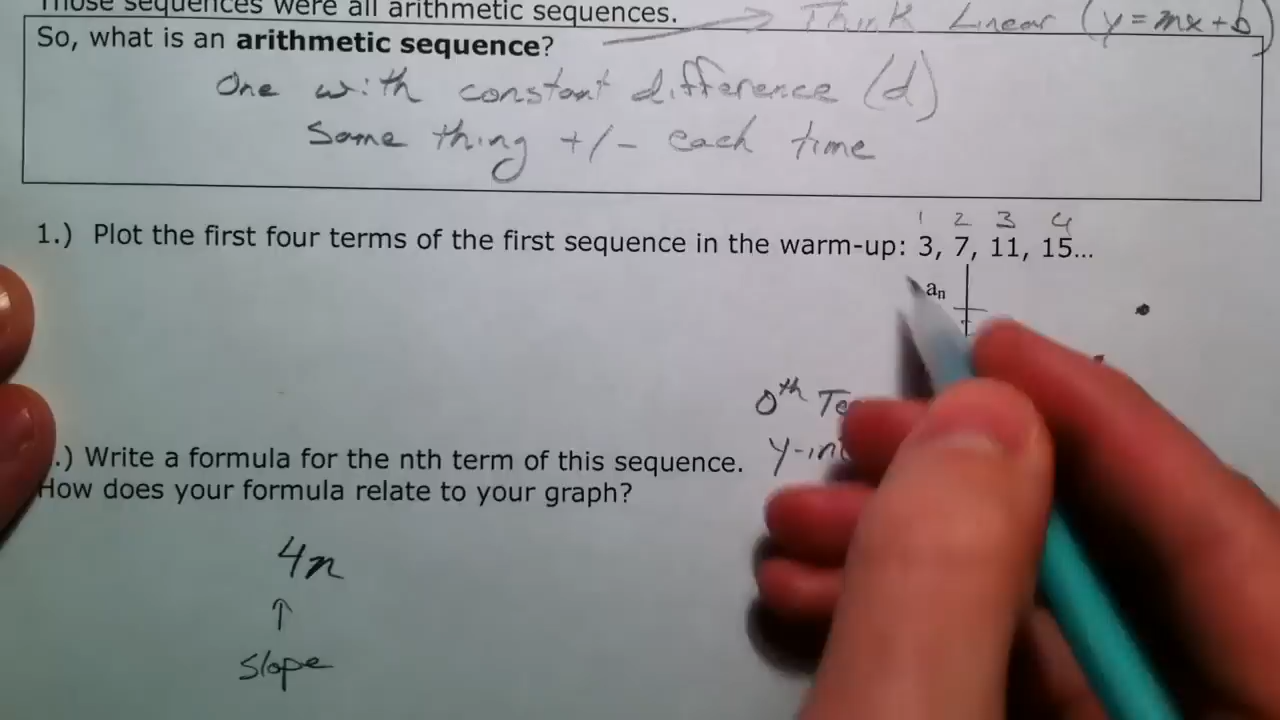 Those sequences were all arithmetic sequences.
Think Linear (y = mx + b)
So, what is an arithmetic sequence?
One with constant difference (d)
Same thing +/- each time
1 2 3 4
1.) Plot the first four terms of the first sequence in the warm-up: 3, 7, 11, 15...
an
0th
.) Write a formula for the nth term of this sequence.
How does your formula relate to your graph?
4n
↑
slope